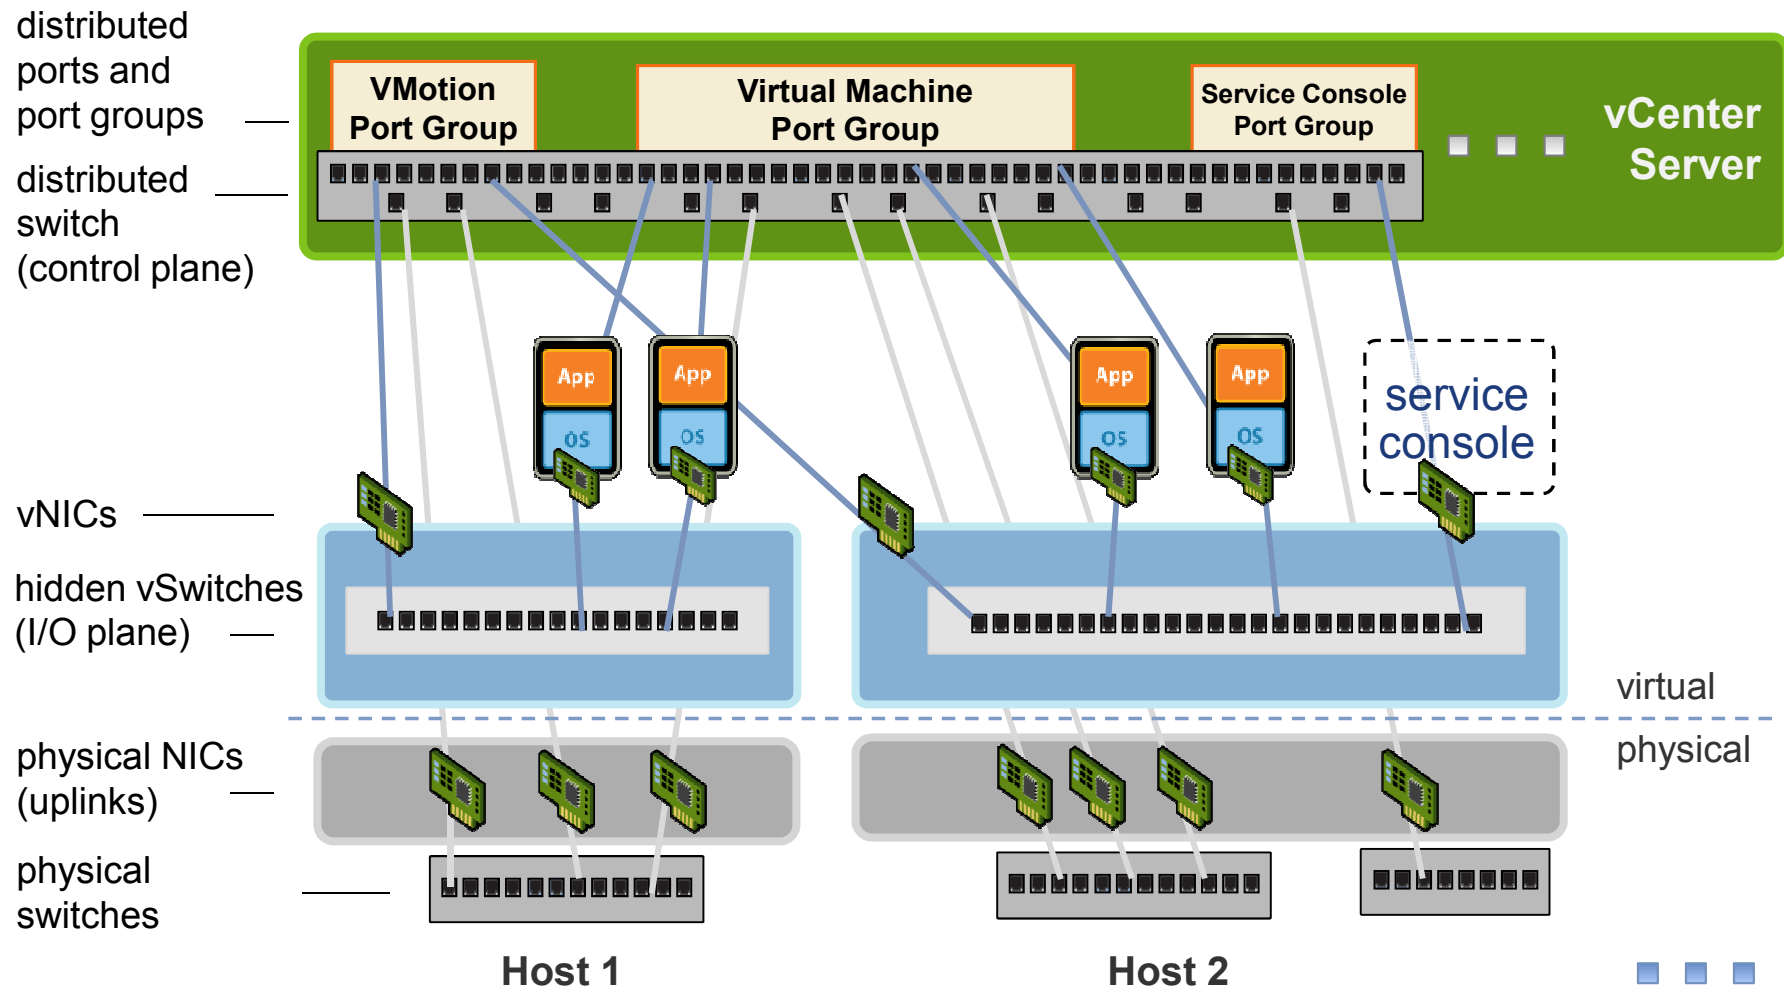 distributed
ports and
port groups
VMotion
Port Group
Virtual Machine
Port Group
Service Console
Port Group
vCenter
Server
distributed
switch
(control plane)
App
OS
App
OS
App
OS
App
OS
service
console
vNICs
hidden vSwitches
(I/O plane)
virtual
physical
physical NICs
(uplinks)
physical
switches
Host 1
Host 2